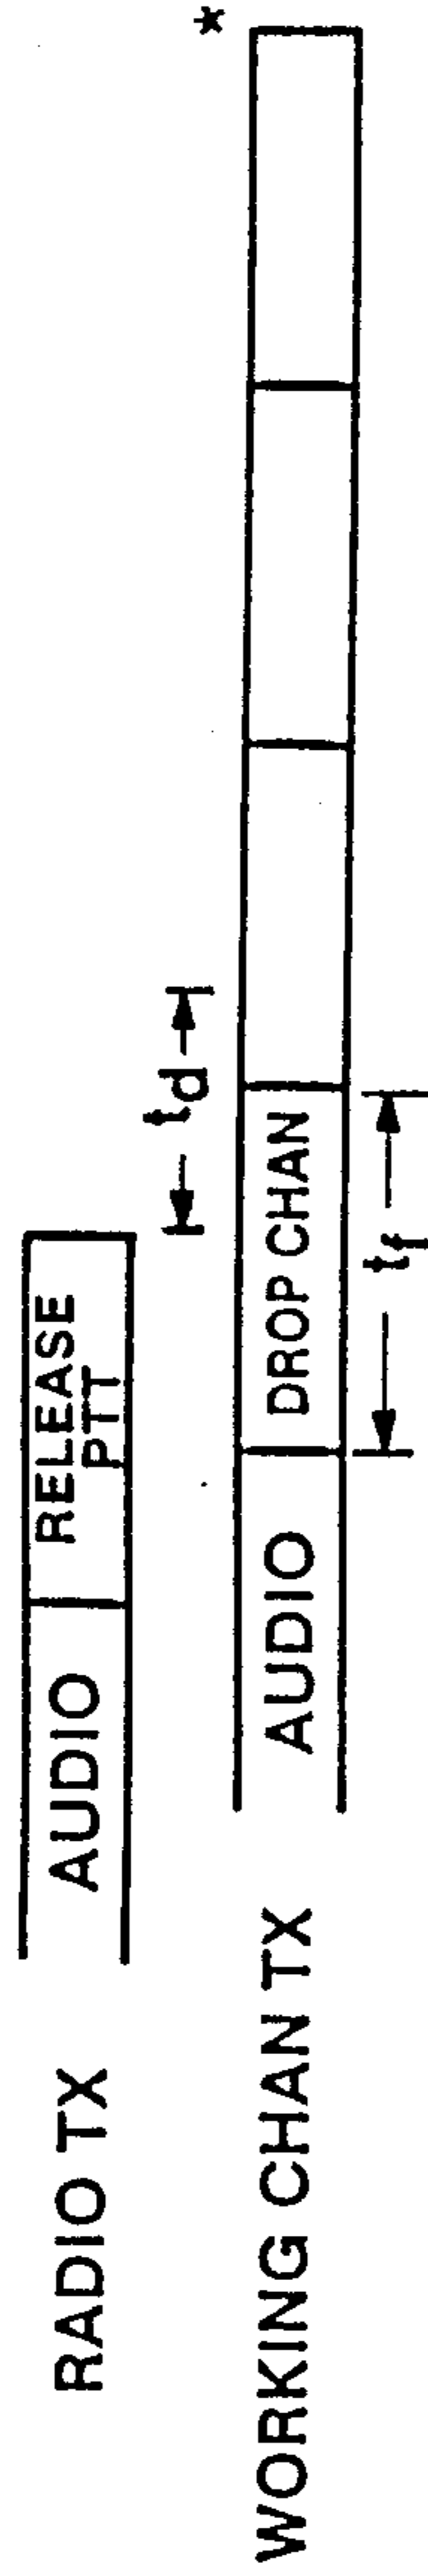 RADIO TX
AUDIO
RELEASE
PTT
td
*
WORKING CHAN TX
AUDIO
DROP CHAN
tf